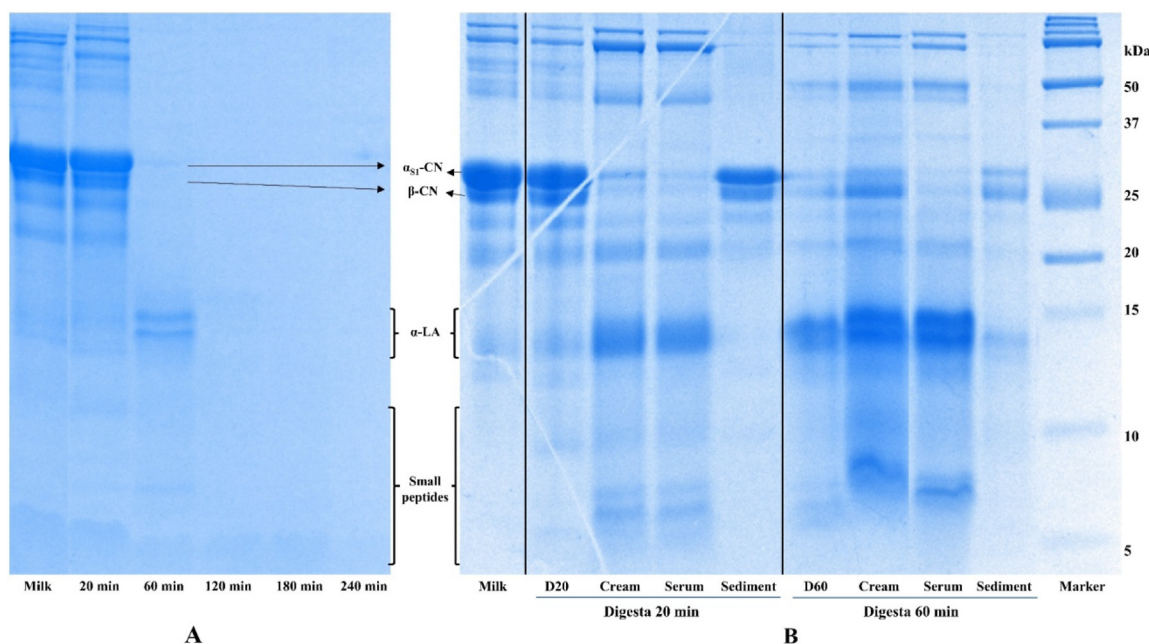 kDa
50
37
α_S1-CN
β-CN
25
20
15
α-LA
10
Small
peptides
5
Milk 20 min 60 min 120 min 180 min 240 min Milk D20 Cream Serum Sediment D60 Cream Serum Sediment Marker
Digesta 20 min Digesta 60 min
A B